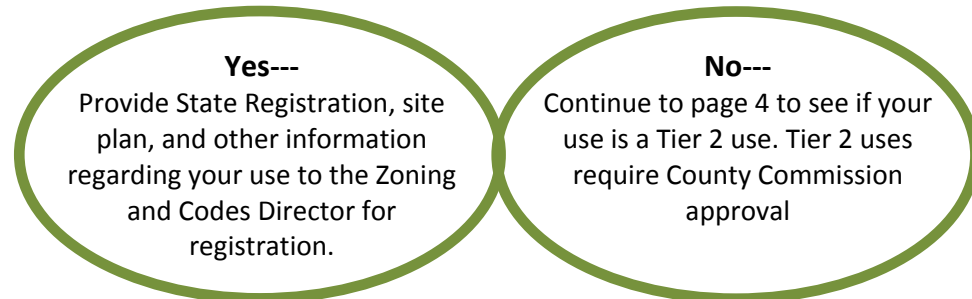 Yes---
Provide State Registration, site
plan, and other information
regarding your use to the Zoning
and Codes Director for
registration.
No---
Continue to page 4 to see if your
use is a Tier 2 use. Tier 2 uses
require County Commission
approval